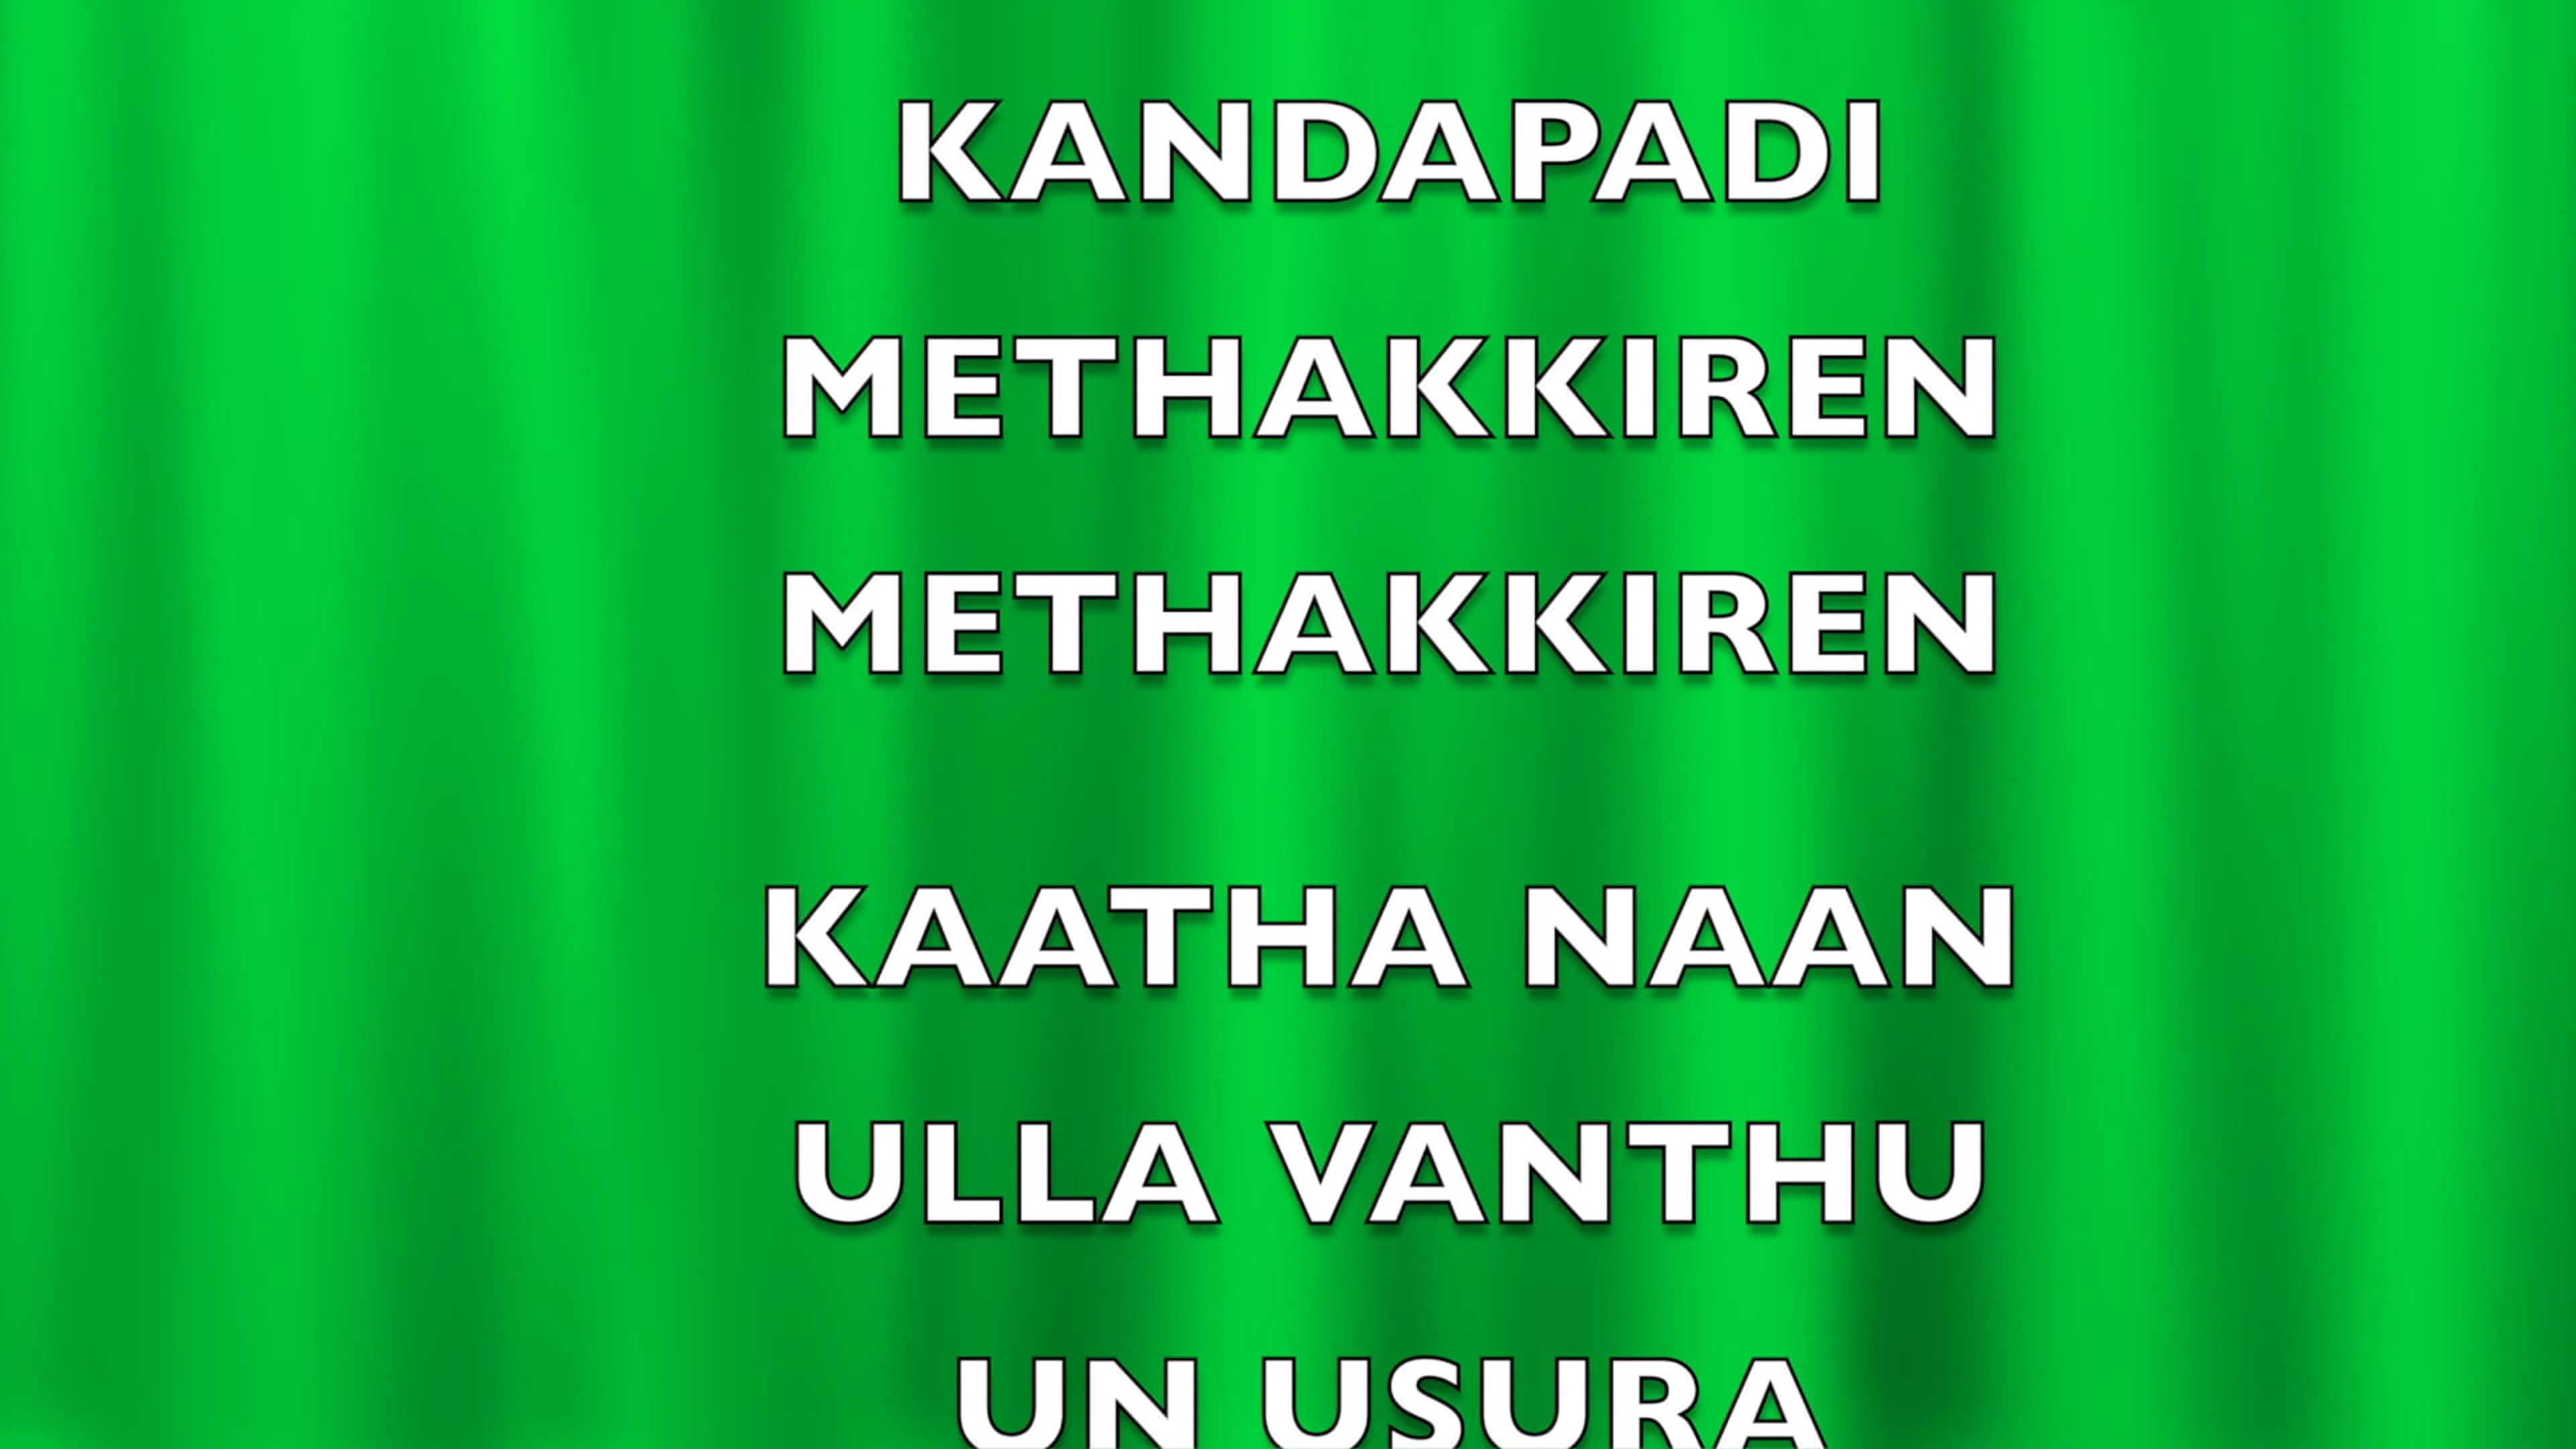 KANDAPADI
METHAKKIREN
METHAKKIREN
KAATHA NAAN
ULLA VANTHU
UN USURA